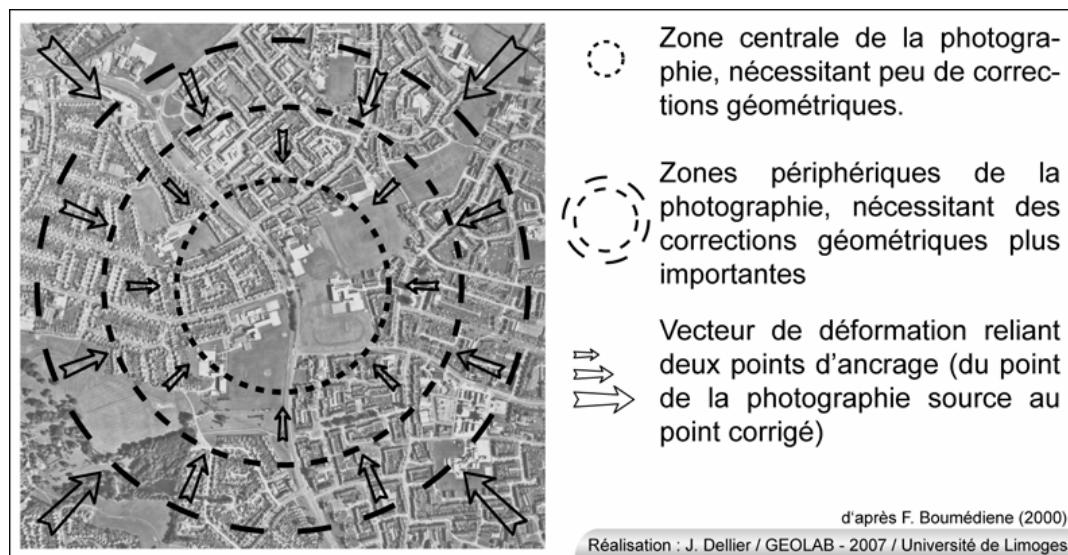 Zone centrale de la photogra-
phie, nécessitant peu de correc-
tions géométriques.
Zones périphériques de la
photographie, nécessitant des
corrections géométriques plus
importantes
Vecteur de déformation reliant
deux points d'ancrage (du point
de la photographie source au
point corrigé)
d'après F. Boumédiene (2000)
Réalisation : J. Dellier / GEOLAB - 2007 / Université de Limoges